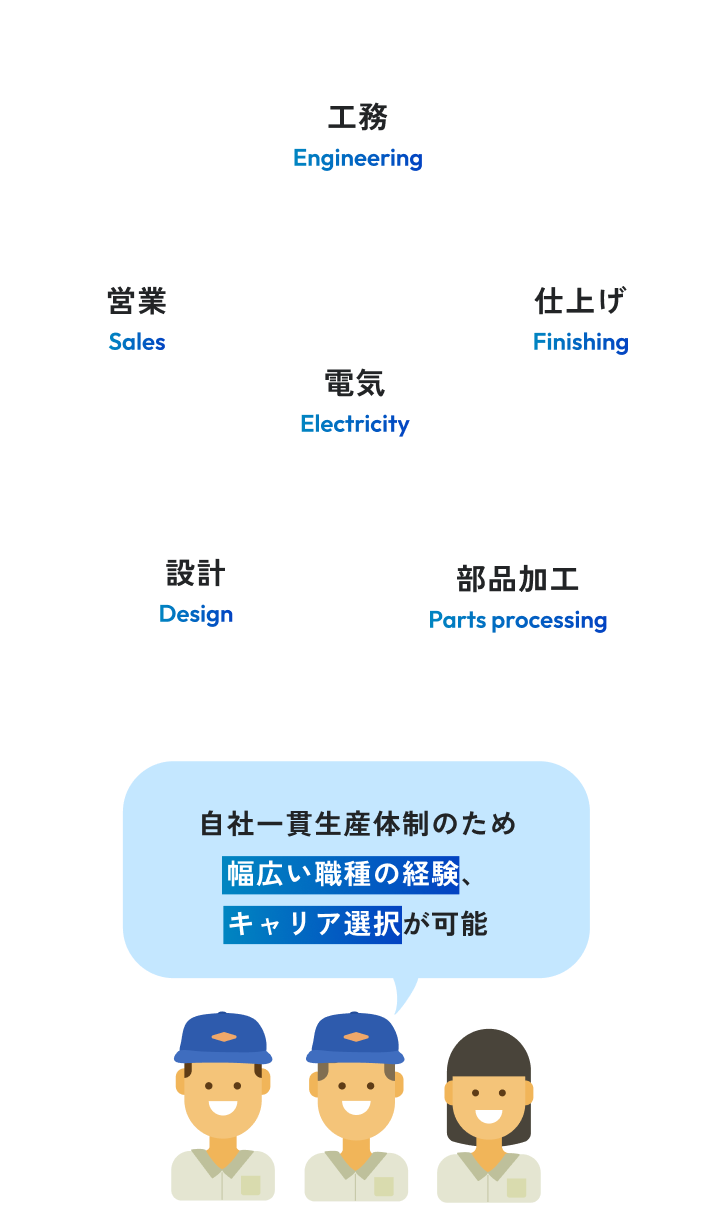 工務
Engineering
営業
Sales
仕上げ
Finishing
電気
Electricity
設計
Design
部品加工
Parts processing
自社一貫生産体制のため
幅広い職種の経験、
キャリア選択が可能